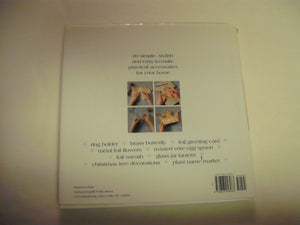 20 simple, stylish
and easy-to-make
practical accessories
for your home
ring holder brass butterfly foil greeting card
metal foil flowers twisted wire egg spoon
foil wreath glass jar lantern
christmas tree decorations plant name marker